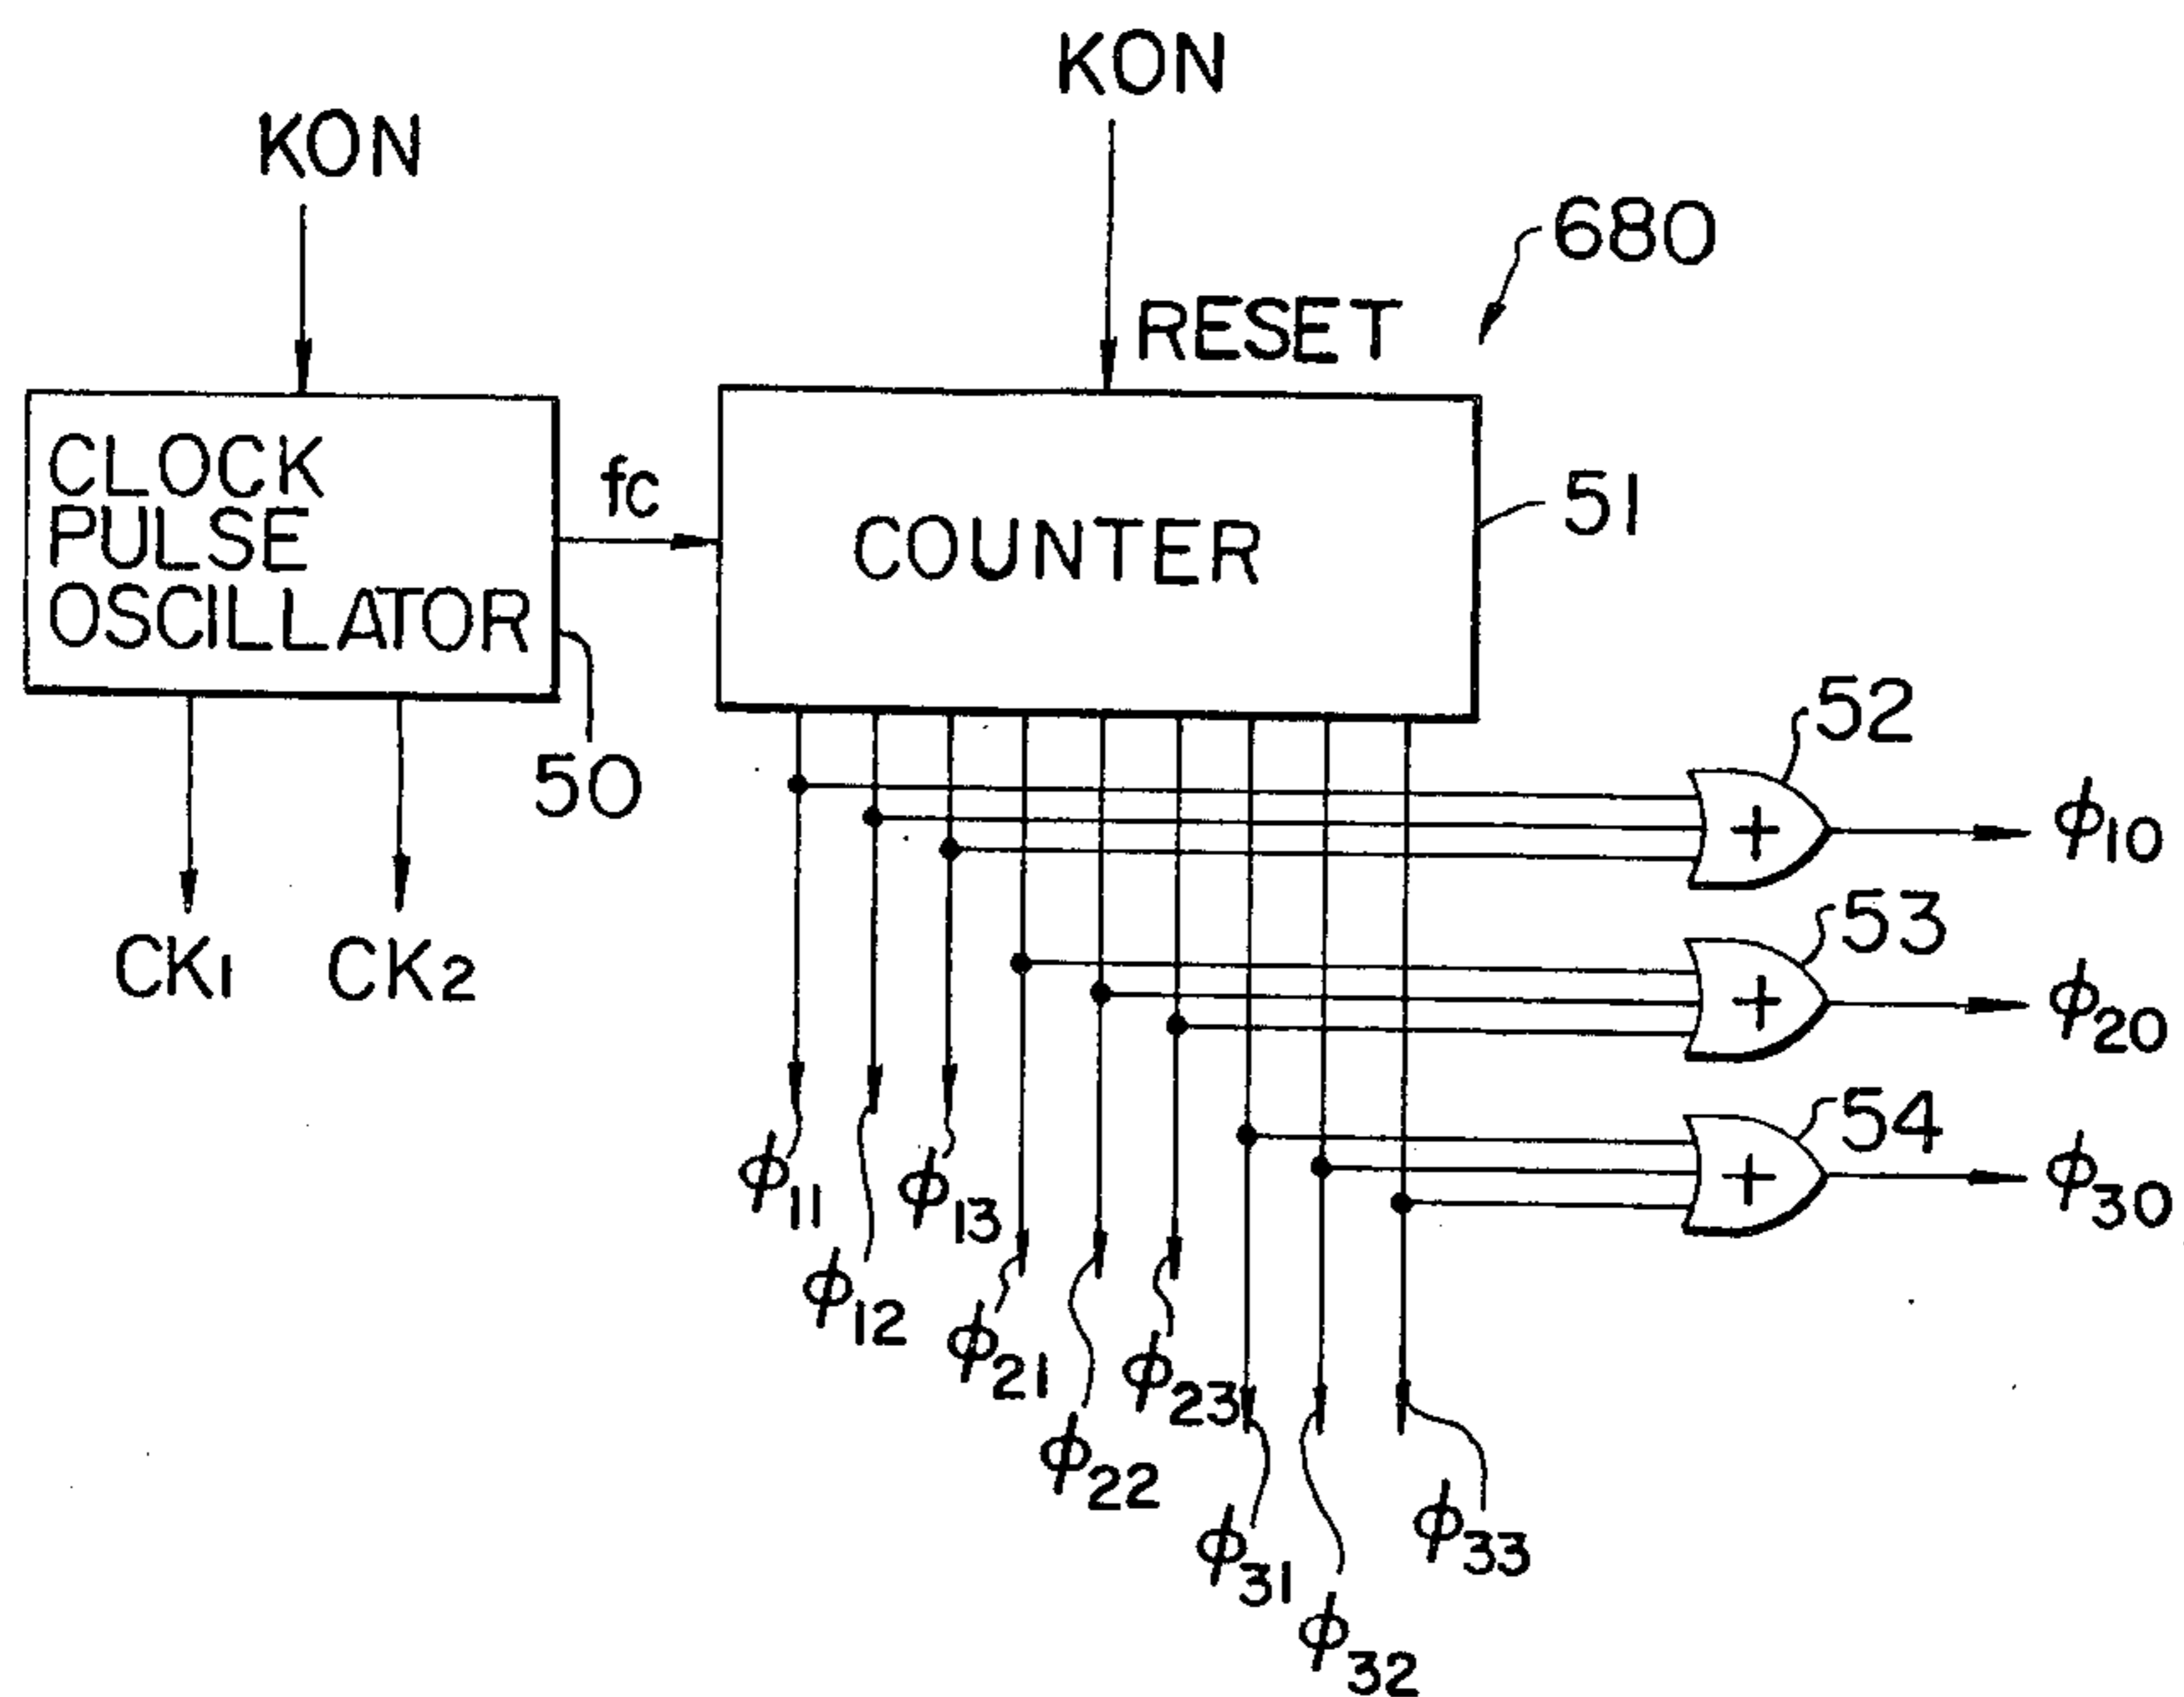 KON
KON
680
RESET
CLOCK
PULSE
OSCILLATOR
fc
COUNTER
51
50
52
ϕ10
53
CK1
CK2
ϕ20
54
ϕ30
ϕ11
ϕ13
ϕ12
ϕ21
ϕ23
ϕ22
ϕ31
ϕ33
ϕ32